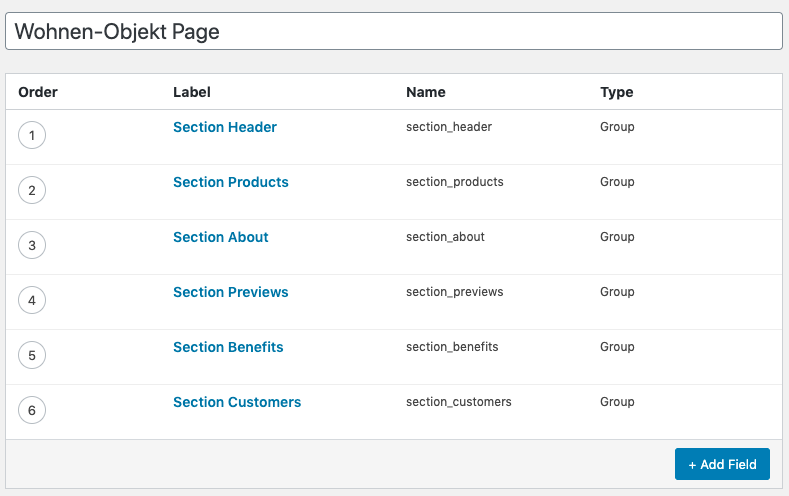 Wohnen-Objekt Page
Order Label Name Type
1 Section Header section_header Group
2 Section Products section_products Group
3 Section About section_about Group
4 Section Previews section_previews Group
5 Section Benefits section_benefits Group
6 Section Customers section_customers Group
+ Add Field